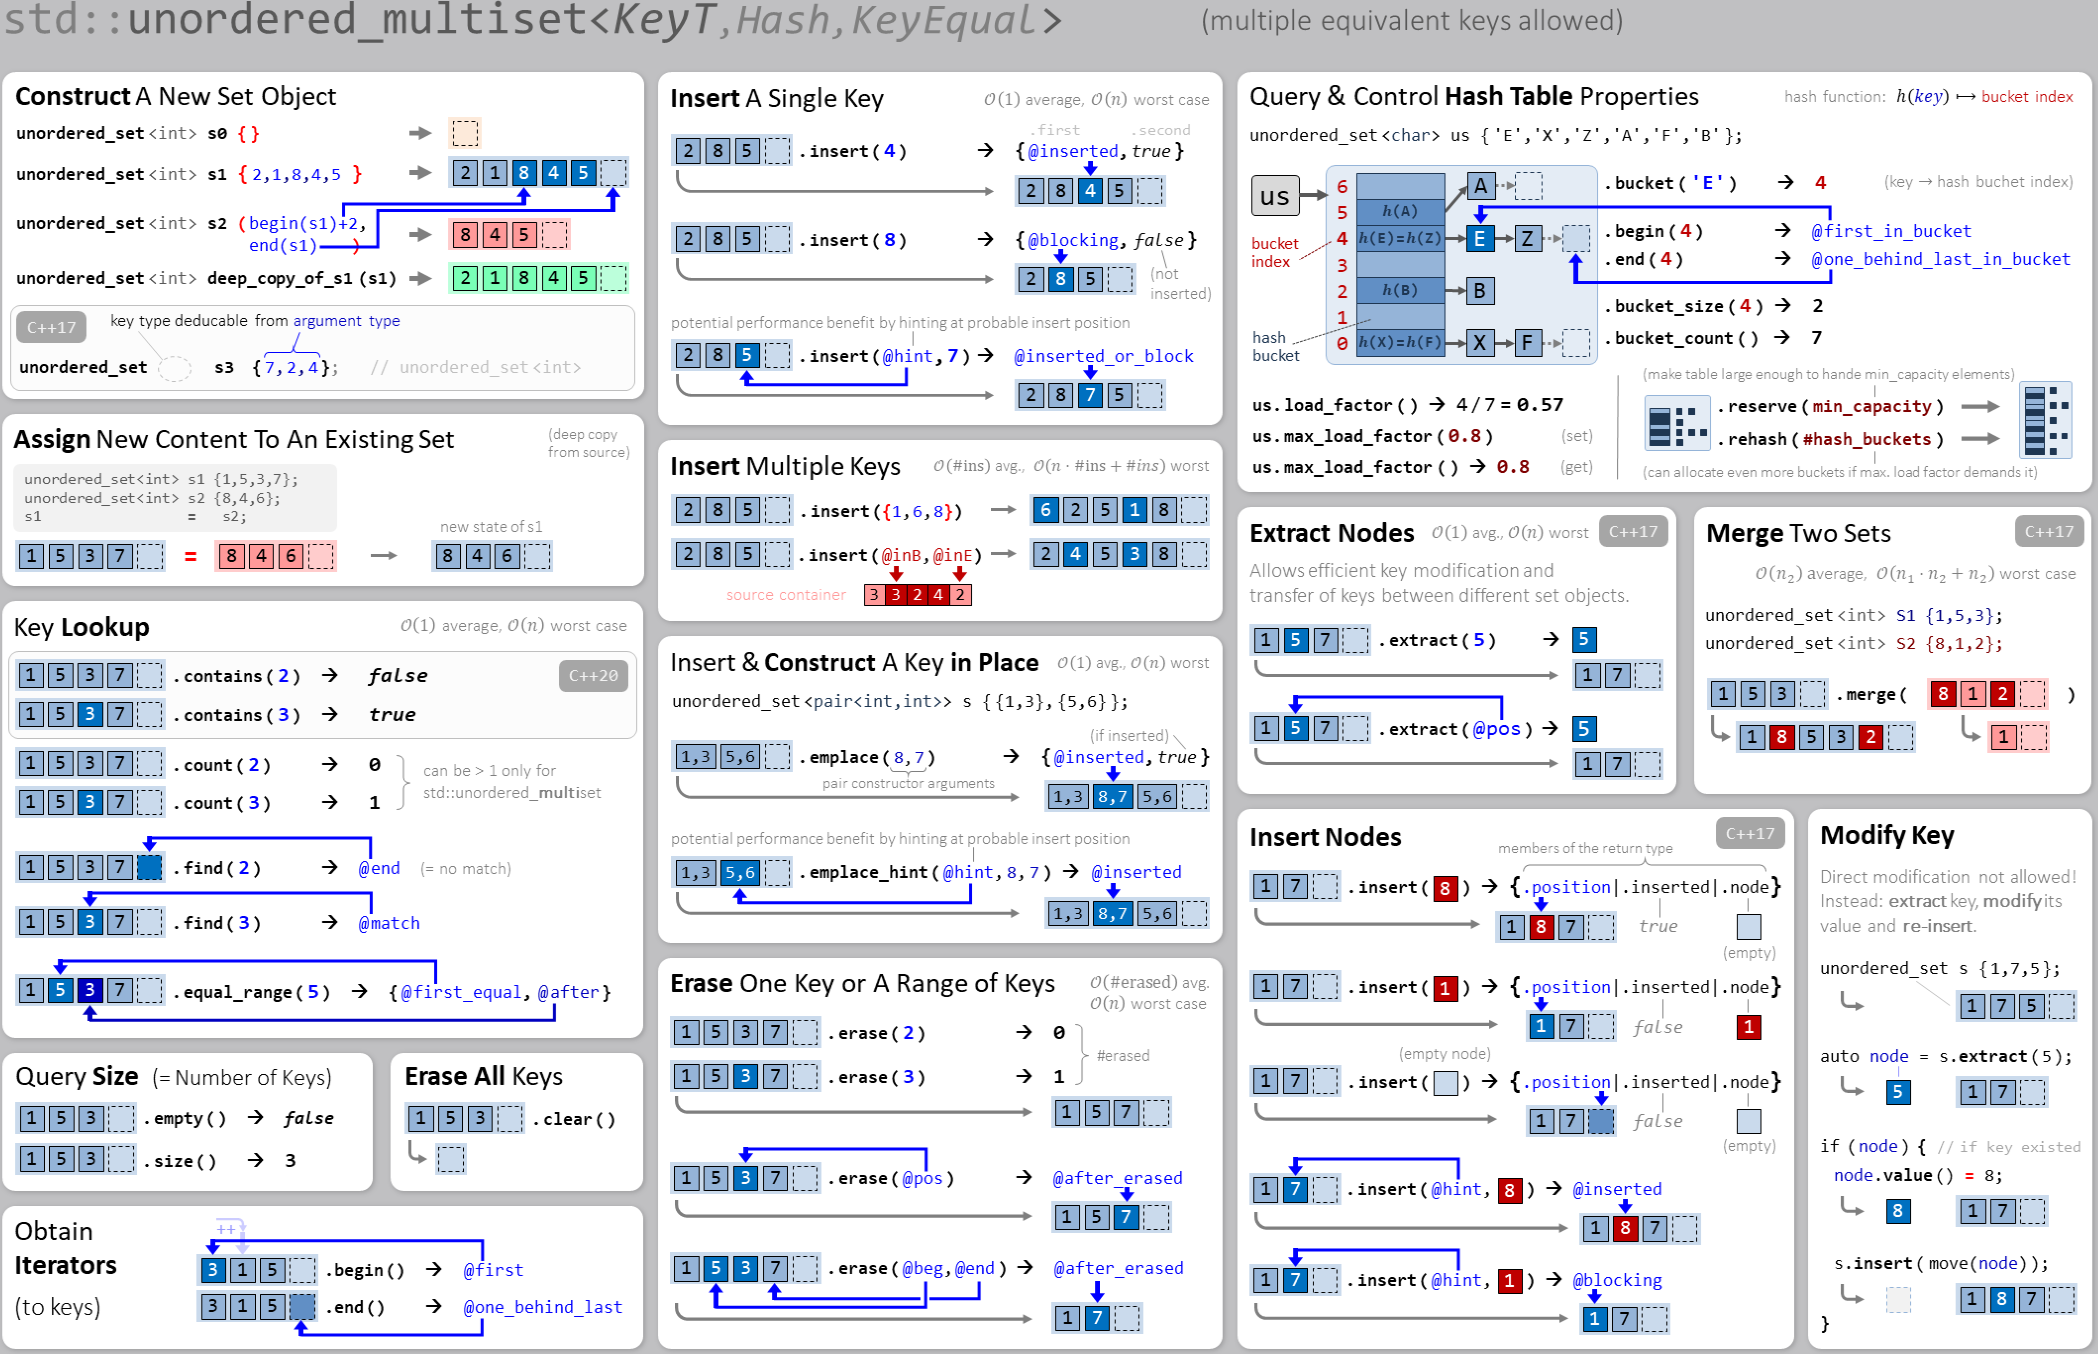 std::unordered_multiset<KeyT,Hash,KeyEqual>
(multiple equivalent keys allowed)
Construct A New Set Object
unordered_set<int> s0 {}
unordered_set<int> s1 { 2,1,8,4,5 }
2 1 8 4 5
unordered_set<int> s2 (begin(s1)+2,
end(s1) )
8 4 5
unordered_set<int> deep_copy_of_s1 (s1)
2 1 8 4 5
C++17
key type deducable from argument type
unordered_set s3 {7,2,4}; // unordered_set<int>
Assign New Content To An Existing Set
(deep copy
from source)
unordered_set<int> s1 {1,5,3,7};
unordered_set<int> s2 {8,4,6};
s1 = s2;
new state of s1
1 5 3 7 = 8 4 6 8 4 6
Key Lookup
O(1) average, O(n) worst case
1 5 3 7 .contains(2) → false
C++20
1 5 3 7 .contains(3) → true
1 5 3 7 .count(2) → 0
1 5 3 7 .count(3) → 1
can be > 1 only for
std::unordered_multiset
1 5 3 7 .find(2) → @end (= no match)
1 5 3 7 .find(3) → @match
1 5 3 7 .equal_range(5) → {@first_equal, @after}
Query Size (= Number of Keys)
1 5 3 .empty() → false
1 5 3 .size() → 3
Erase All Keys
1 5 3 .clear()
Obtain
Iterators
(to keys)
++
3 1 5 .begin() → @first
3 1 5 .end() → @one_behind_last
Insert A Single Key
O(1) average, O(n) worst case
.first .second
2 8 5 .insert(4) → {@inserted, true}
2 8 4 5
2 8 5 .insert(8) → {@blocking, false}
2 8 5
(not
inserted)
potential performance benefit by hinting at probable insert position
2 8 5 .insert(@hint,7) → @inserted_or_block
2 8 7 5
Insert Multiple Keys
O(#ins) avg., O(n · #ins + #ins) worst
2 8 5 .insert({1,6,8}) 6 2 5 1 8
2 8 5 .insert(@inB,@inE) 2 4 5 3 8
source container 3 3 2 4 2
Insert & Construct A Key in Place
O(1) avg., O(n) worst
unordered_set<pair<int,int>> s {{1,3},{5,6}};
(if inserted)
1,3 5,6 .emplace(8,7) → {@inserted, true}
pair constructor arguments
1,3 8,7 5,6
potential performance benefit by hinting at probable insert position
1,3 5,6 .emplace_hint(@hint,8,7) → @inserted
1,3 8,7 5,6
Erase One Key or A Range of Keys
O(#erased) avg.
O(n) worst case
1 5 3 7 .erase(2) → 0
1 5 3 7 .erase(3) → 1
#erased
1 5 7
1 5 3 7 .erase(@pos) → @after_erased
1 5 7
1 5 3 7 .erase(@beg,@end) → @after_erased
1 7
Query & Control Hash Table Properties
hash function: h(key) ↦ bucket index
unordered_set<char> us { 'E','X','Z','A','F','B' };
us
bucket
index
hash
bucket
6
5 h(A) A
4 h(E)=h(Z) E Z
3
2 h(B) B
1
0 h(X)=h(F) X F
.bucket('E') → 4 (key → hash buchet index)
.begin(4) → @first_in_bucket
.end(4) → @one_behind_last_in_bucket
.bucket_size(4) → 2
.bucket_count() → 7
us.load_factor() → 4/7 = 0.57
us.max_load_factor(0.8) (set)
us.max_load_factor() → 0.8 (get)
(make table large enough to hande min_capacity elements)
.reserve(min_capacity)
.rehash(#hash_buckets)
(can allocate even more buckets if max. load factor demands it)
Extract Nodes
O(1) avg., O(n) worst
C++17
Allows efficient key modification and
transfer of keys between different set objects.
1 5 7 .extract(5) → 5
1 7
1 5 7 .extract(@pos) → 5
1 7
Merge Two Sets
C++17
O(n₂) average, O(n₁ · n₂ + n₂) worst case
unordered_set<int> S1 {1,5,3};
unordered_set<int> S2 {8,1,2};
1 5 3 .merge( 8 1 2 )
1 8 5 3 2 1
Insert Nodes
C++17
members of the return type
1 7 .insert( 8 ) → {.position|.inserted|.node}
1 8 7 true
(empty)
1 7 .insert( 1 ) → {.position|.inserted|.node}
1 7 false 1
(empty node)
1 7 .insert( ) → {.position|.inserted|.node}
1 7 false
(empty)
1 7 .insert(@hint, 8 ) → @inserted
1 8 7
1 7 .insert(@hint, 1 ) → @blocking
1 7
Modify Key
Direct modification not allowed!
Instead: extract key, modify its
value and re-insert.
unordered_set s {1,7,5};
1 7 5
auto node = s.extract(5);
5 1 7
if (node) { // if key existed
node.value() = 8;
8 1 7
s.insert(move(node));
1 8 7
}